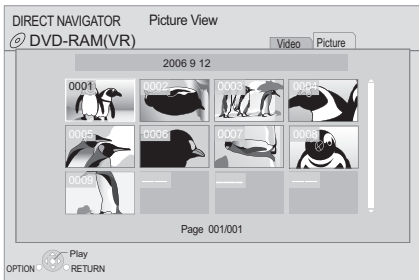 DIRECT NAVIGATOR Picture View
DVD-RAM(VR)
Video Picture
2006 9 12
0001 0002 0003 0004
0005 0006 0007 0008
0009 --- --- ---
Page 001/001
Play
OPTION RETURN